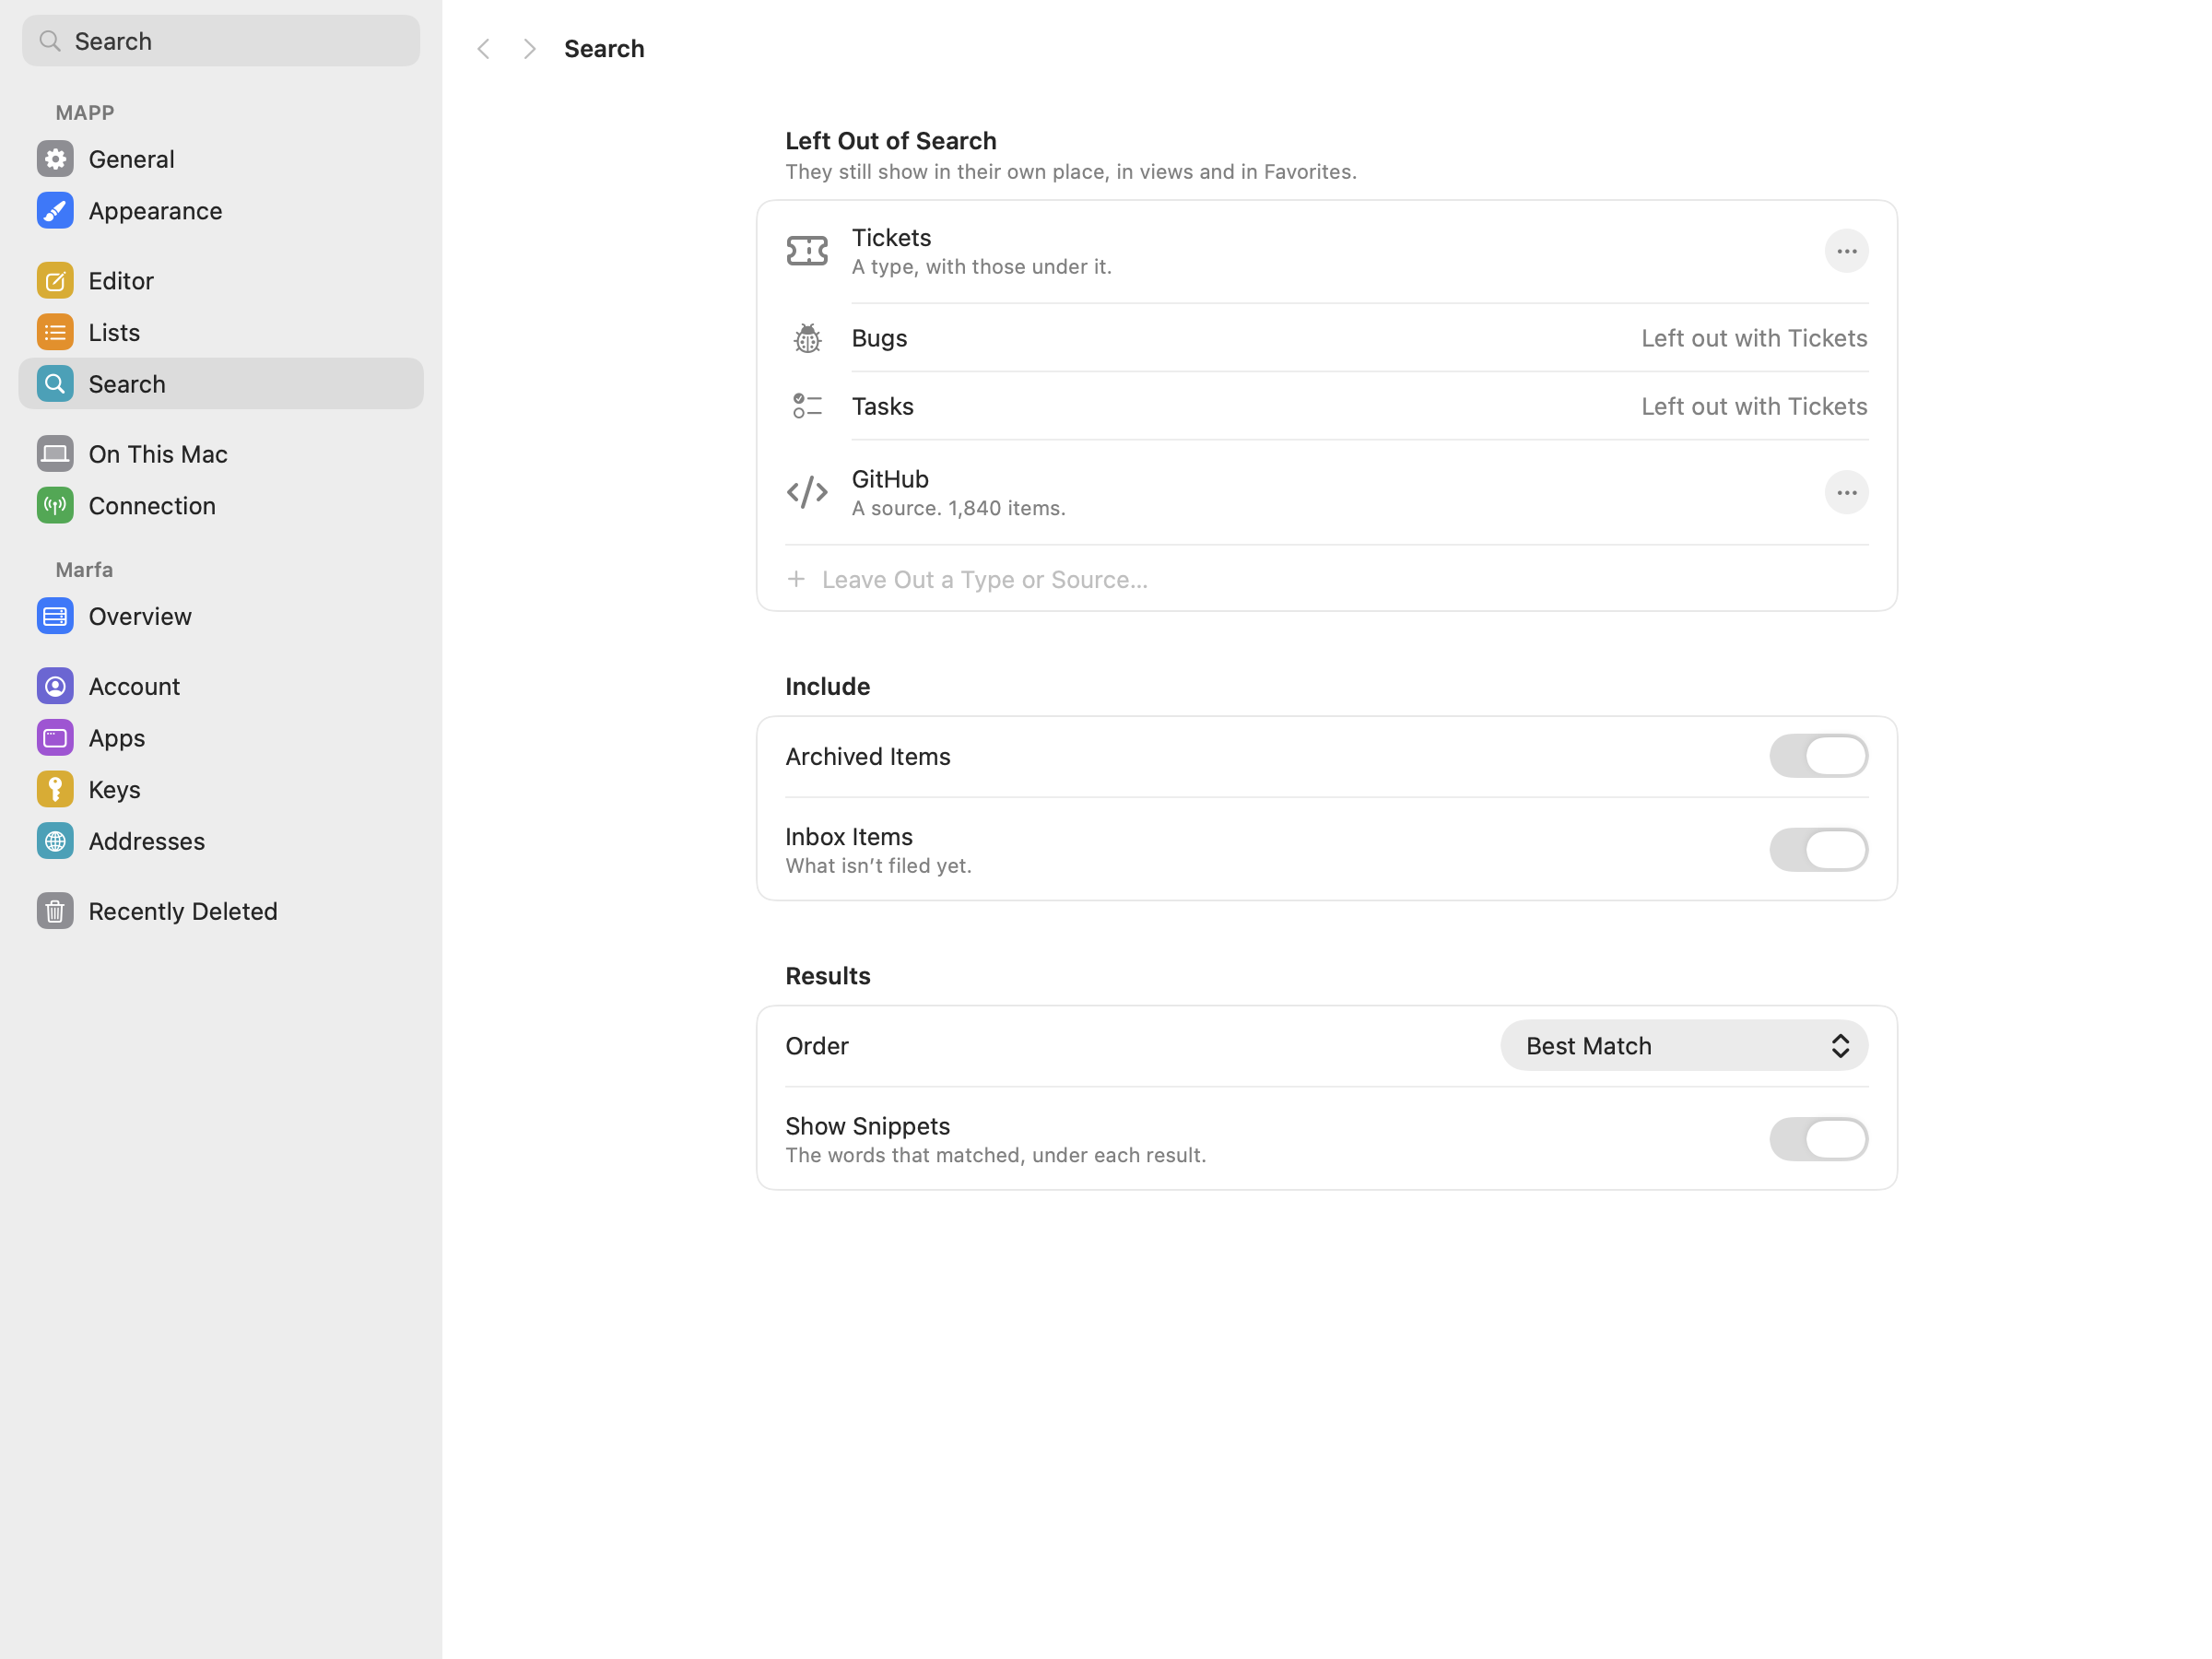 Search
MAPP
General
Appearance
Editor
Lists
Search
On This Mac
Connection
Marfa
Overview
Account
Apps
Keys
Addresses
Recently Deleted
Search
Left Out of Search
They still show in their own place, in views and in Favorites.
Tickets
A type, with those under it.
Bugs
Left out with Tickets
Tasks
Left out with Tickets
GitHub
A source. 1,840 items.
Leave Out a Type or Source...
Include
Archived Items
Inbox Items
What isn’t filed yet.
Results
Order
Best Match
Show Snippets
The words that matched, under each result.